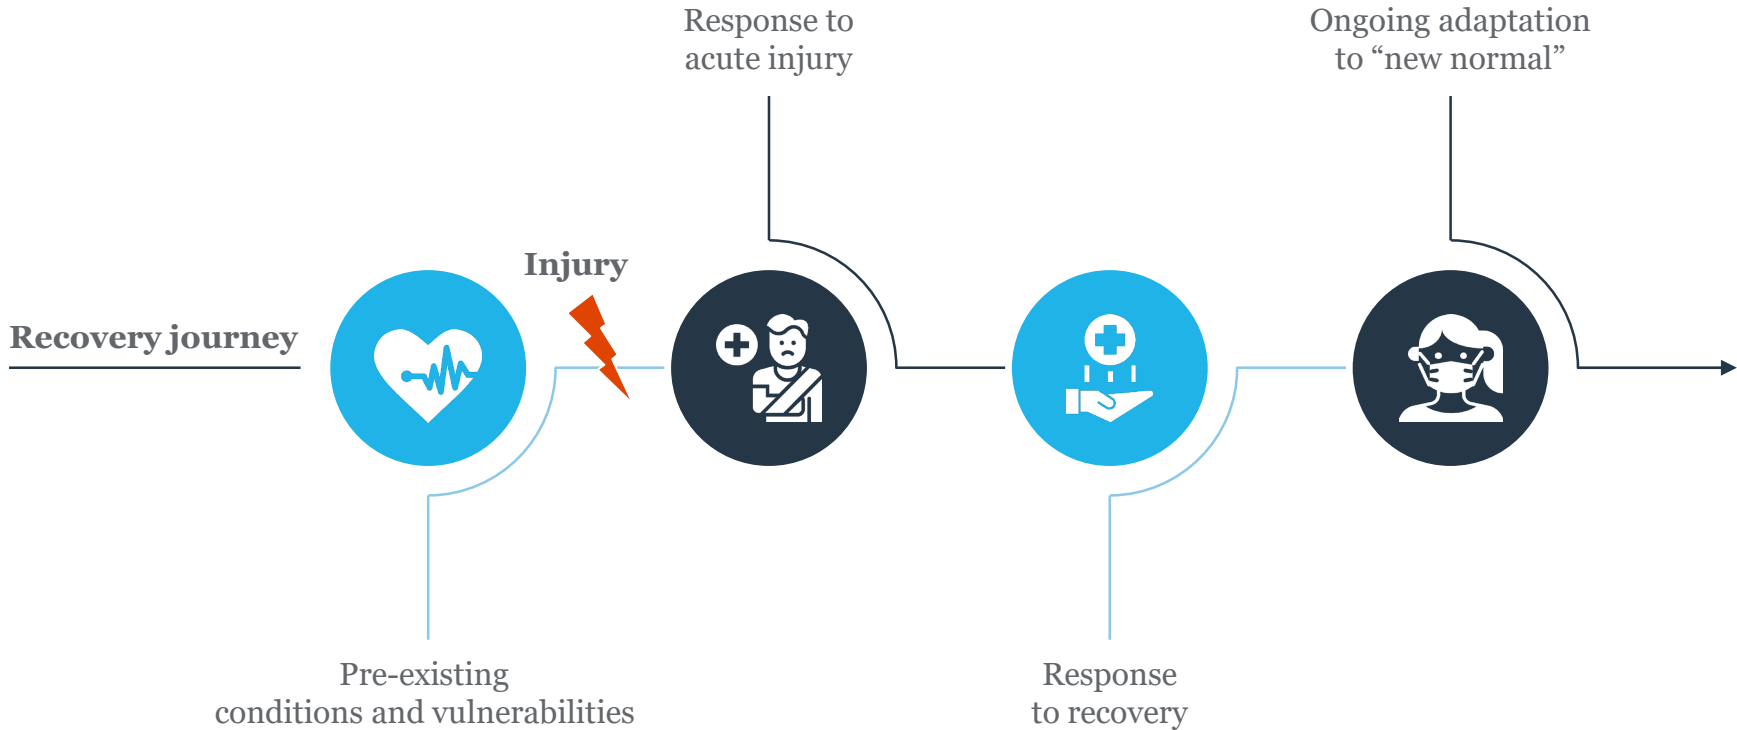 Response to
acute injury
Ongoing adaptation
to “new normal”
Injury
Recovery journey
Pre-existing
conditions and vulnerabilities
Response
to recovery